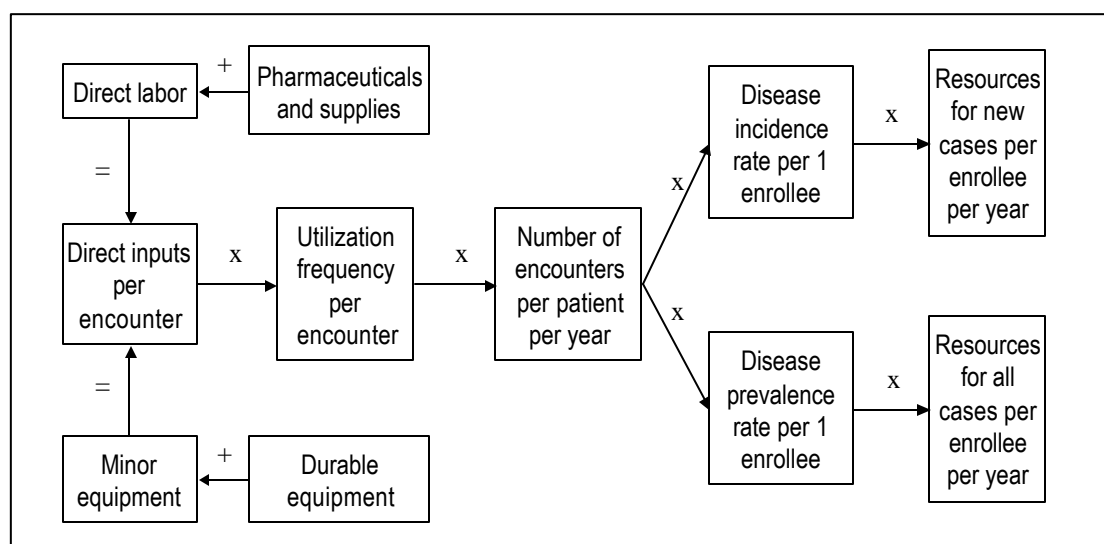 Direct labor
+
Pharmaceuticals
and supplies
=
Direct inputs
per
encounter
x
Utilization
frequency
per
encounter
x
Number of
encounters
per patient
per year
=
Minor
equipment
+
Durable
equipment
x
Disease
incidence
rate per 1
enrollee
x
Resources
for new
cases per
enrollee
per year
x
Disease
prevalence
rate per 1
enrollee
x
Resources
for all
cases per
enrollee
per year